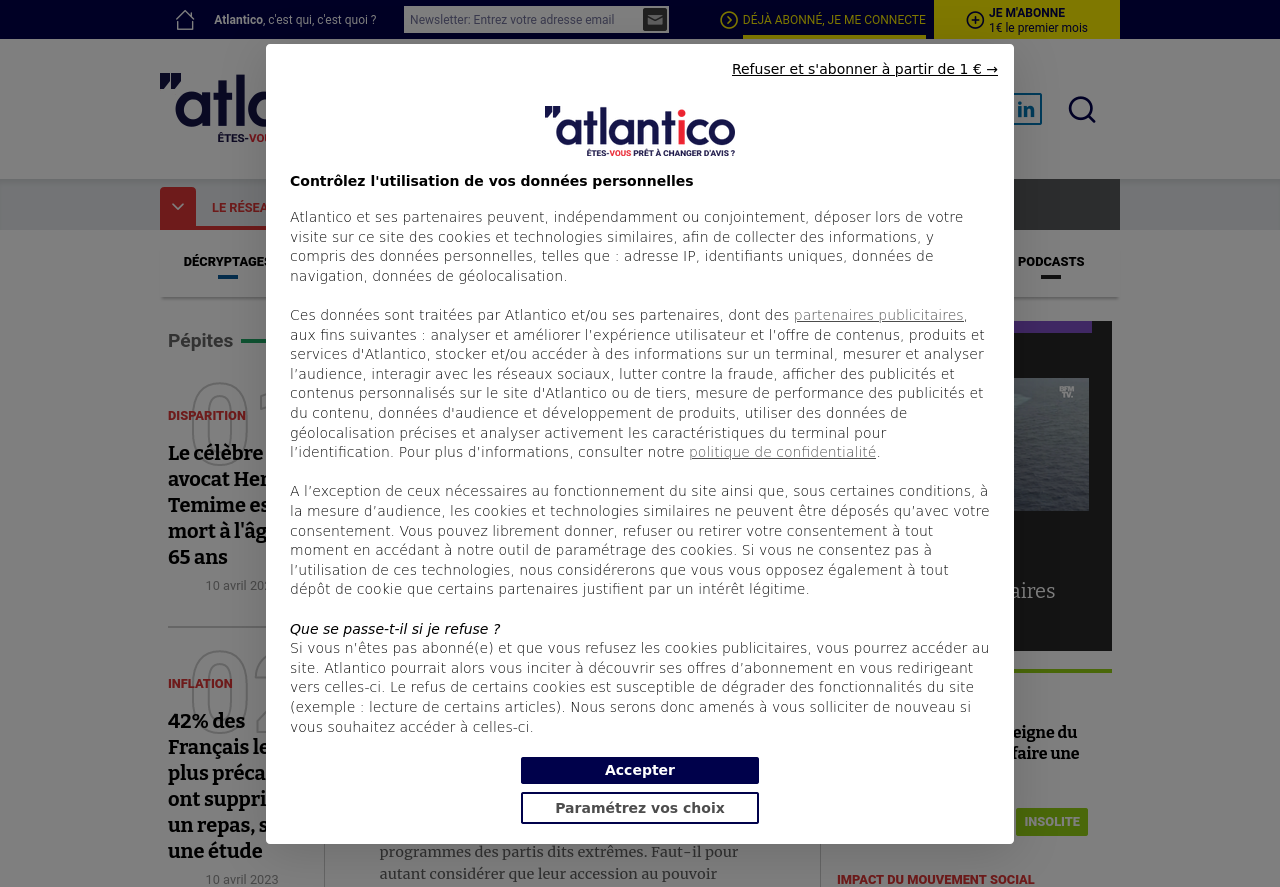 Atlantico, c'est qui, c'est quoi ?
Newsletter: Entrez votre adresse email
DÉJÀ ABONNÉ, JE ME CONNECTE
JE M'ABONNE
1€ le premier mois
Refuser et s'abonner à partir de 1 € →
"atlantico
ÊTES-VOUS PRÊT À CHANGER D'AVIS ?
"atl
ÊTES-
in
Contrôlez l'utilisation de vos données personnelles
LE
Atlantico et ses partenaires peuvent, indépendamment ou conjointement, déposer lors de votre
visite sur ce site des cookies et technologies similaires, afin de collecter des informations, y
compris des données personnelles, telles que : adresse IP, identifiants uniques, données de
navigation, données de géolocalisation.
DÉCRYPTAGES
PODCASTS
Ces données sont traitées par Atlantico et/ou ses partenaires, dont des partenaires publicitaires,
aux fins suivantes : analyser et améliorer l’expérience utilisateur et l’offre de contenus, produits et
services d'Atlantico, stocker et/ou accéder à des informations sur un terminal, mesurer et analyser
l’audience, interagir avec les réseaux sociaux, lutter contre la fraude, afficher des publicités et
contenus personnalisés sur le site d'Atlantico ou de tiers, mesure de performance des publicités et
du contenu, données d'audience et développement de produits, utiliser des données de
géolocalisation précises et analyser activement les caractéristiques du terminal pour
l’identification. Pour plus d'informations, consulter notre politique de confidentialité.
A l’exception de ceux nécessaires au fonctionnement du site ainsi que, sous certaines conditions, à
la mesure d’audience, les cookies et technologies similaires ne peuvent être déposés qu’avec votre
consentement. Vous pouvez librement donner, refuser ou retirer votre consentement à tout
moment en accédant à notre outil de paramétrage des cookies. Si vous ne consentez pas à
l’utilisation de ces technologies, nous considérerons que vous vous opposez également à tout
dépôt de cookie que certains partenaires justifient par un intérêt légitime.
Que se passe-t-il si je refuse ?
Si vous n’êtes pas abonné(e) et que vous refusez les cookies publicitaires, vous pourrez accéder au
site. Atlantico pourrait alors vous inciter à découvrir ses offres d’abonnement en vous redirigeant
vers celles-ci. Le refus de certains cookies est susceptible de dégrader des fonctionnalités du site
(exemple : lecture de certains articles). Nous serons donc amenés à vous solliciter de nouveau si
vous souhaitez accéder à celles-ci.
Accepter
Paramétrez vos choix
Pépites
DISPARITION
Le célèbre
avocat
Temime
mort à l'âg
65 ans
10 avril
02
INFLATION
42% des
Français
plus
ont
un repas,
une étude
10 avril 2023
programmes des partis dits extrêmes. Faut-il pour
autant considérer que leur accession au pouvoir
BFM
TV.
aires
eigne du
faire une
INSOLITE
IMPACT DU MOUVEMENT SOCIAL